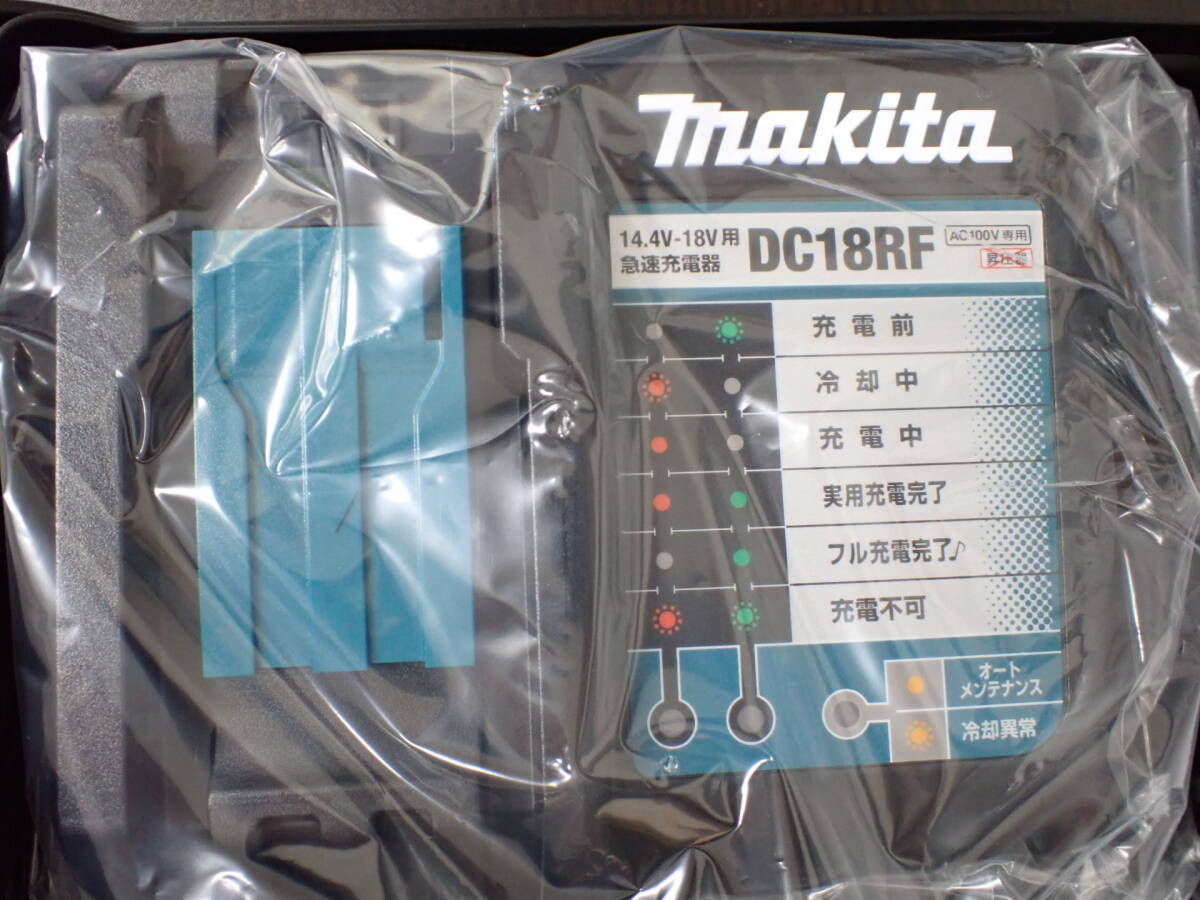 makita
14.4V-18V用
急速充電器
DC18RF
AC100V専用
昇圧器
充電前
冷却中
充電中
実用充電完了
フル充電完了♪
充電不可
オート
メンテナンス
冷却異常